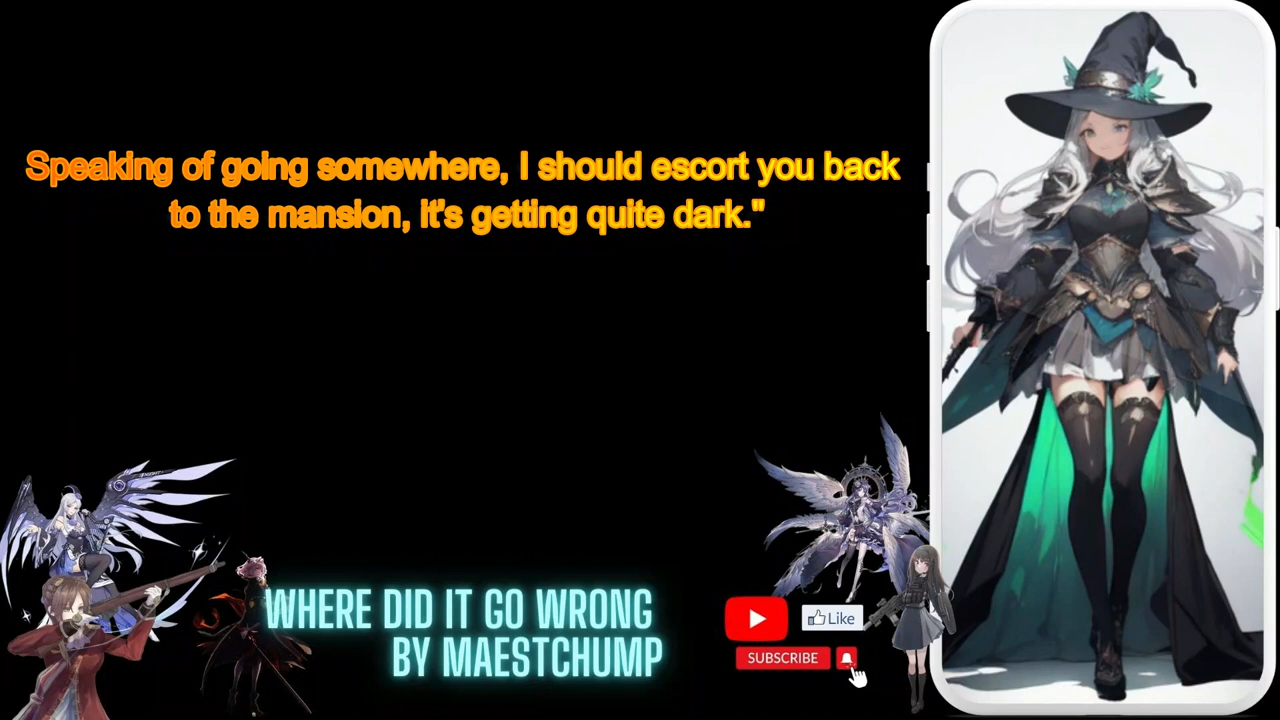 Speaking of going somewhere, I should escort you back
to the mansion, it's getting quite dark."
WHERE DID IT GO WRONG
BY MAESTCHUMP
Like
SUBSCRIBE